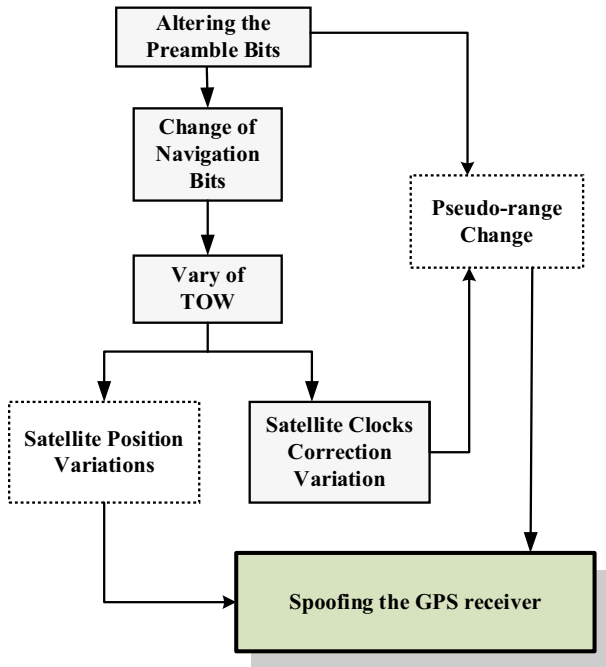 Altering the
Preamble Bits
Change of
Navigation
Bits
Pseudo-range
Change
Vary of
TOW
Satellite Position
Variations
Satellite Clocks
Correction
Variation
Spoofing the GPS receiver